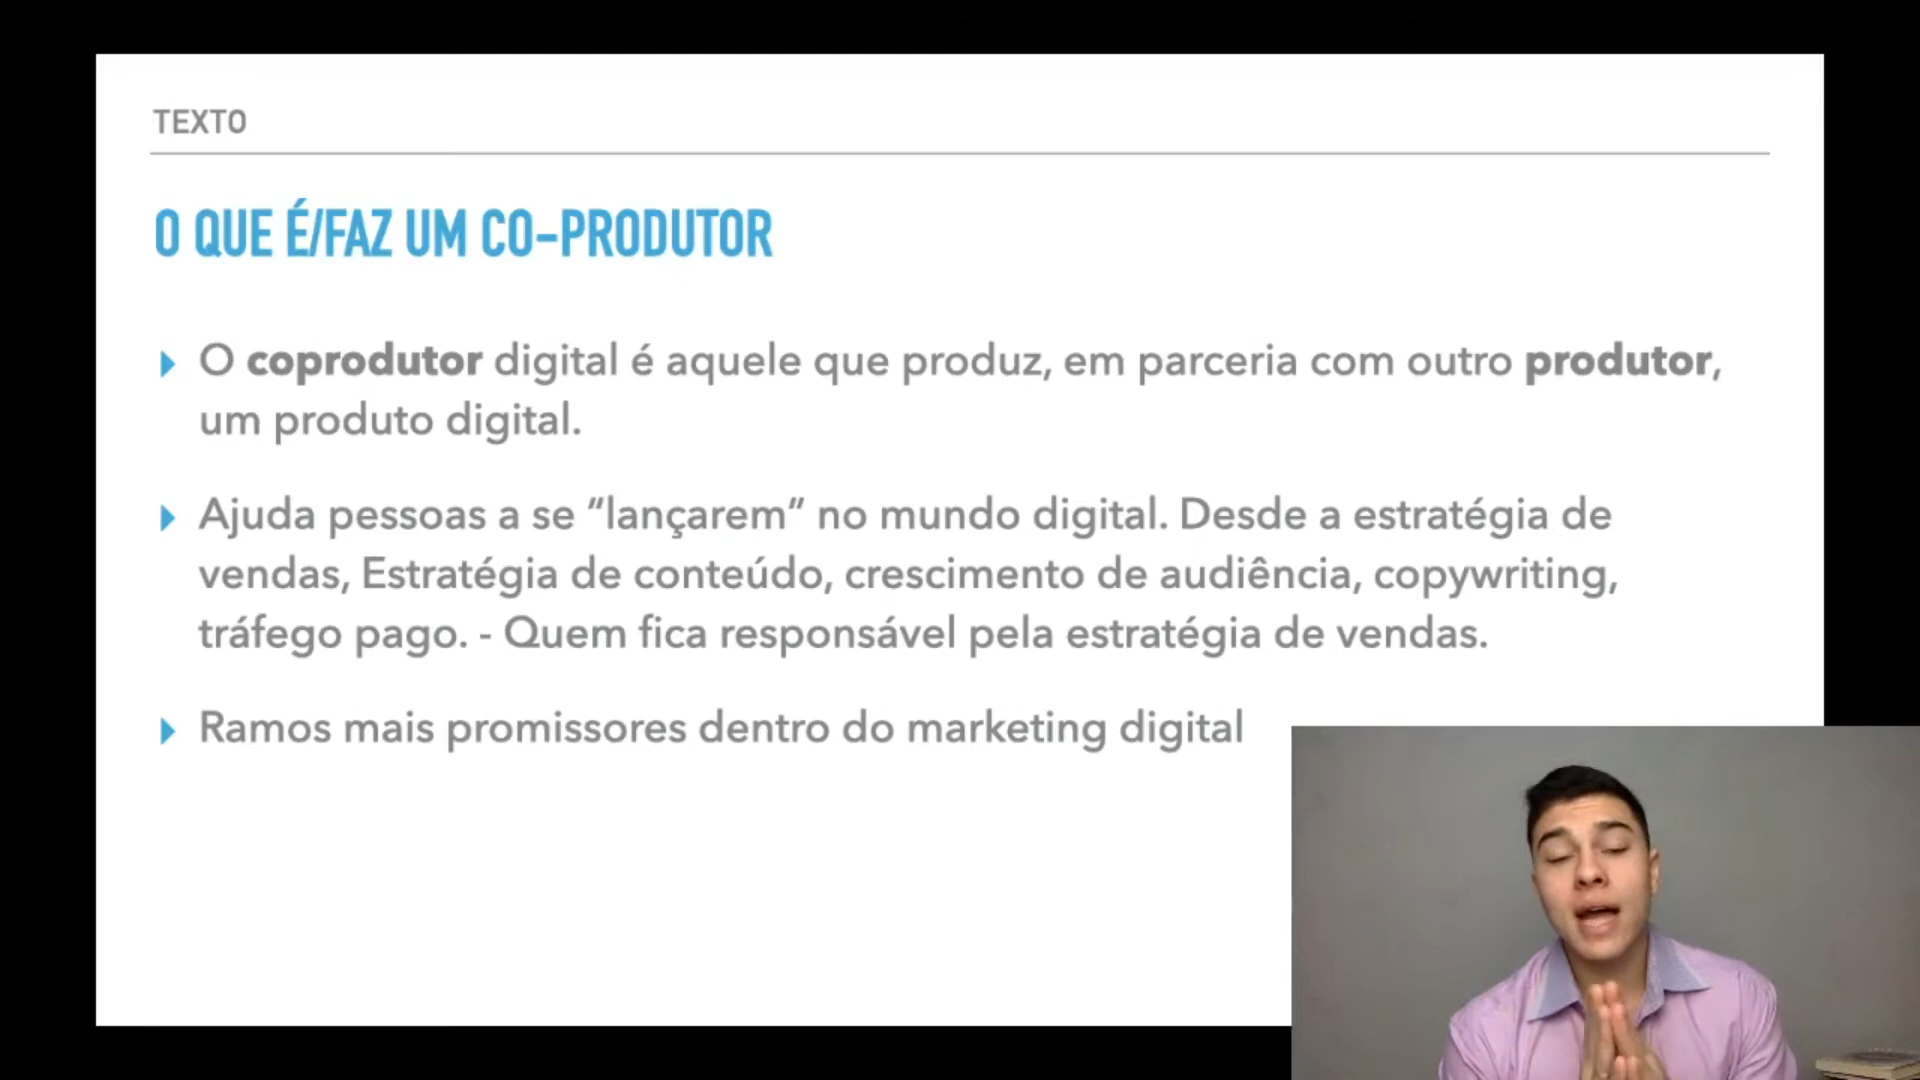 TEXTO
O QUE É/FAZ UM CO-PRODUTOR
O coprodutor digital é aquele que produz, em parceria com outro produtor,
um produto digital.
Ajuda pessoas a se “lançarem” no mundo digital. Desde a estratégia de
vendas, Estratégia de conteúdo, crescimento de audiência, copywriting,
tráfego pago. - Quem fica responsável pela estratégia de vendas.
Ramos mais promissores dentro do marketing digital